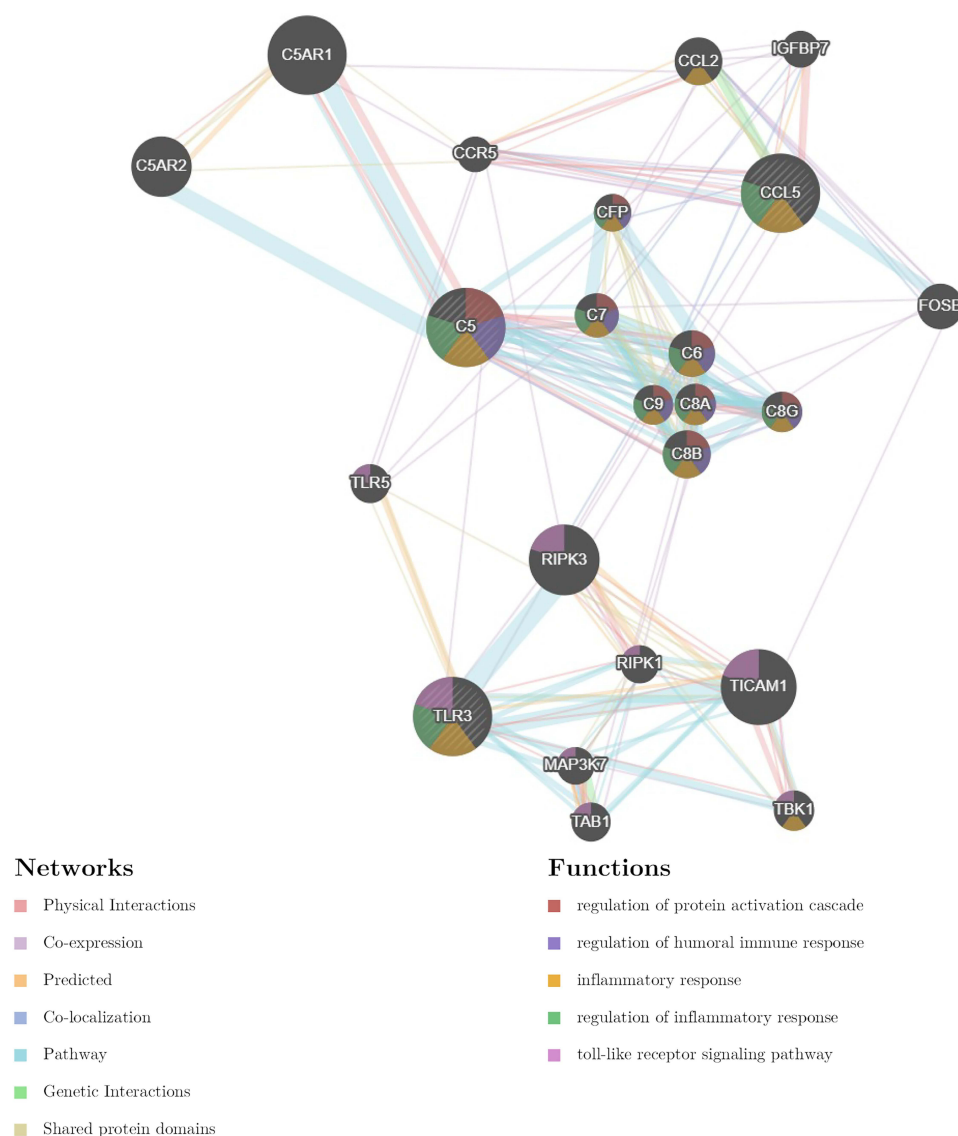 C5AR1
CCL2
IGFBP7
C5AR2
CCR5
CCL5
CFP
FOSB
C5
C7
C6
C9
C8A
C8G
C8B
TLR5
RIPK3
RIPK1
TICAM1
TLR3
MAP3K7
TBK1
TAB1
Networks
Physical Interactions
Co-expression
Predicted
Co-localization
Pathway
Genetic Interactions
Shared protein domains
Functions
regulation of protein activation cascade
regulation of humoral immune response
inflammatory response
regulation of inflammatory response
toll-like receptor signaling pathway